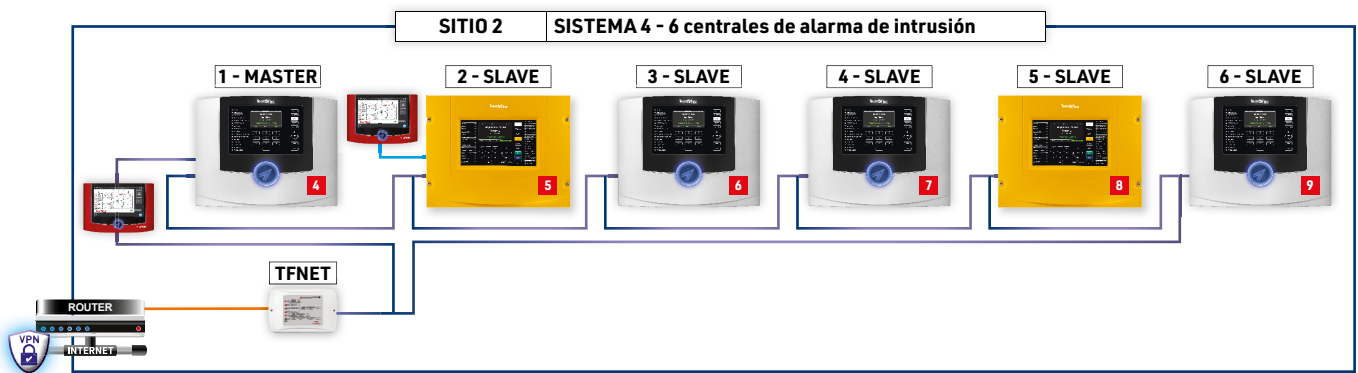 SITIO 2
SISTEMA 4 - 6 centrales de alarma de intrusión
1 - MASTER
2 - SLAVE
3 - SLAVE
4 - SLAVE
5 - SLAVE
6 - SLAVE
4
5
6
7
8
9
TFNET
ROUTER
VPN
INTERNET